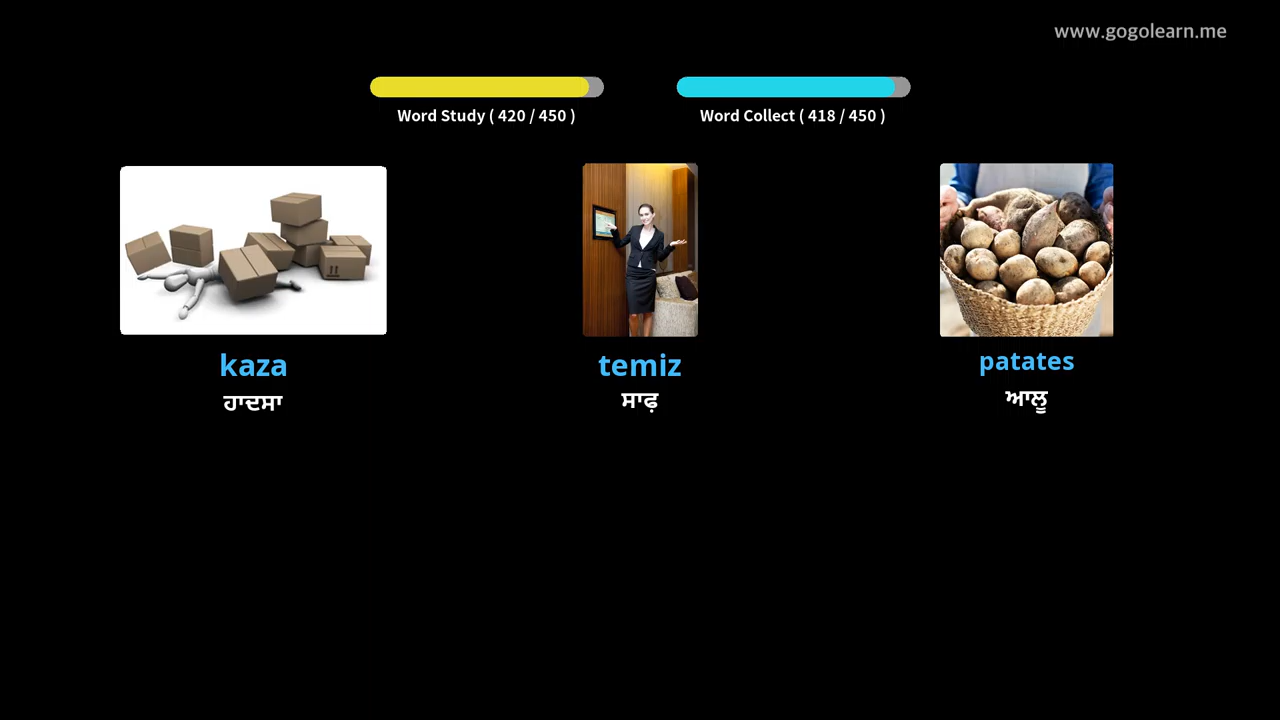 www.gogolearn.me
Word Study ( 420 / 450 )
Word Collect ( 418 / 450 )
kaza
temiz
patates
ਹਾਦਸਾ
ਸਾਫ਼
ਆਲੂ